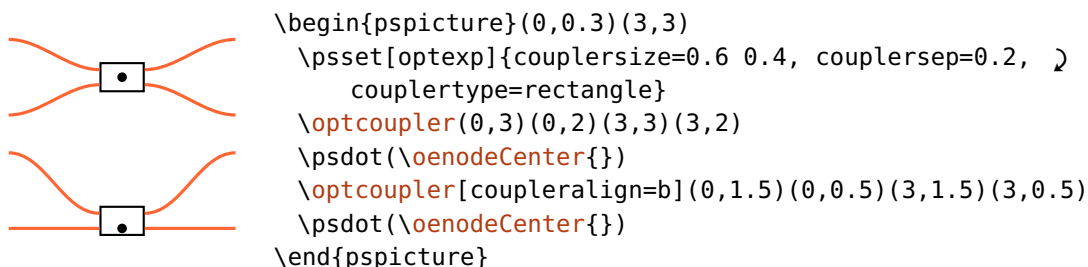 \begin{pspicture}(0,0.3)(3,3)
\psset[optexp]{couplersize=0.6 0.4, couplersep=0.2,
couplertype=rectangle}
\optcoupler(0,3)(0,2)(3,3)(3,2)
\psdot(\oenodeCenter{})
\optcoupler[coupleralign=b](0,1.5)(0,0.5)(3,1.5)(3,0.5)
\psdot(\oenodeCenter{})
\end{pspicture}